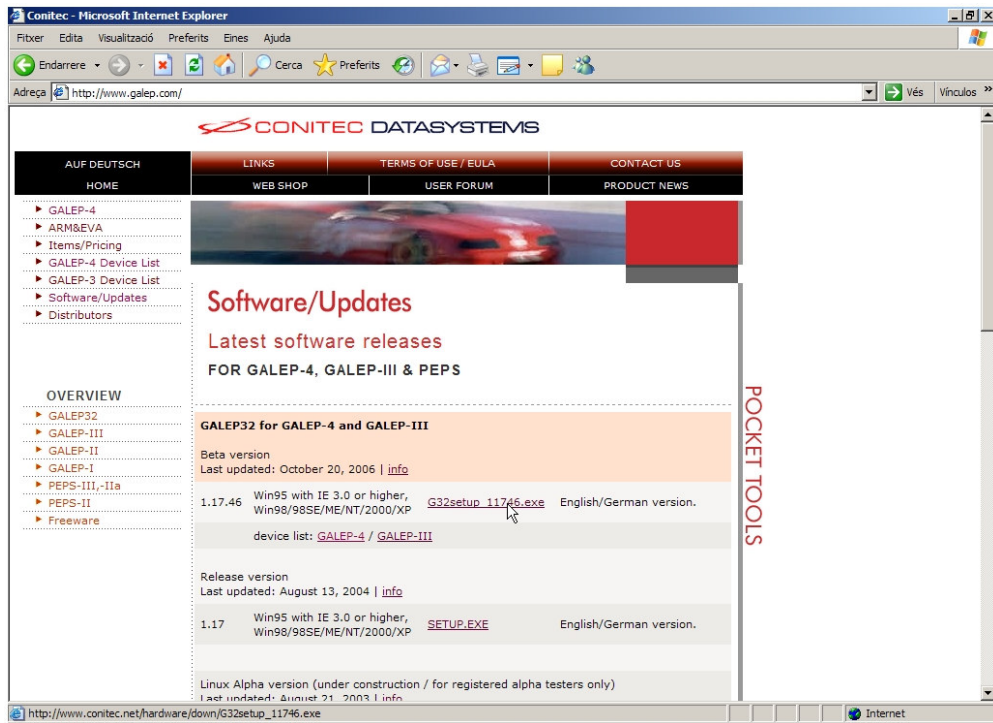 Conitec - Microsoft Internet Explorer
Fitxer Edita Visualització Preferits Eines Ajuda
Endarrere Cerca Preferits
Adreça http://www.galep.com/ Vés Vínculos »
CONITEC DATASYSTEMS
AUF DEUTSCH LINKS TERMS OF USE / EULA CONTACT US
HOME WEB SHOP USER FORUM PRODUCT NEWS
GALEP-4
ARM&EVA
Items/Pricing
GALEP-4 Device List
GALEP-3 Device List
Software/Updates
Distributors
OVERVIEW
GALEP32
GALEP-III
GALEP-II
GALEP-I
PEPS-III,-IIa
PEPS-II
Freeware
Software/Updates
Latest software releases
FOR GALEP-4, GALEP-III & PEPS
GALEP32 for GALEP-4 and GALEP-III
Beta version
Last updated: October 20, 2006 | info
1.17.46 Win95 with IE 3.0 or higher, Win98/98SE/ME/NT/2000/XP G32setup_11746.exe English/German version.
device list: GALEP-4 / GALEP-III
Release version
Last updated: August 13, 2004 | info
1.17 Win95 with IE 3.0 or higher, Win98/98SE/ME/NT/2000/XP SETUP.EXE English/German version.
Linux Alpha version (under construction / for registered alpha testers only)
Last updated: August 21, 2003 | info
POCKET TOOLS
http://www.conitec.net/hardware/down/G32setup_11746.exe Internet